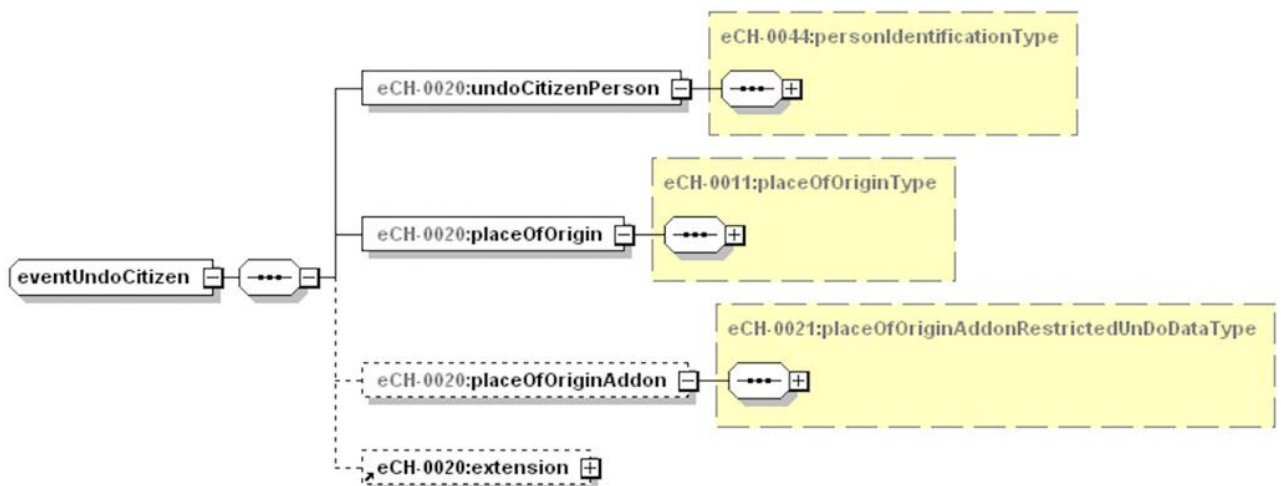 eCH-0044:personIdentificationType
eCH-0020:undoCitizenPerson
eCH-0011:placeOfOriginType
eCH-0020:placeOfOrigin
eventUndoCitizen
eCH-0021:placeOfOriginAddonRestrictedUnDoDataType
eCH-0020:placeOfOriginAddon
eCH-0020:extension